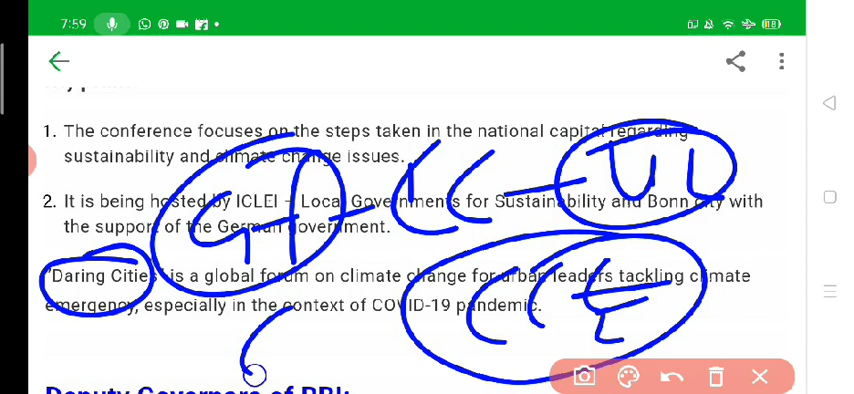 7:59
1. The conference focuses on the steps taken in the national capital regarding
sustainability and climate change issues.
2. It is being hosted by ICLEI – Local Governments for Sustainability and Bonn city with
the support of the German government.
'Daring Cities' is a global forum on climate change for urban leaders tackling climate
emergency, especially in the context of COVID-19 pandemic.
Deputy Governors of RBI: